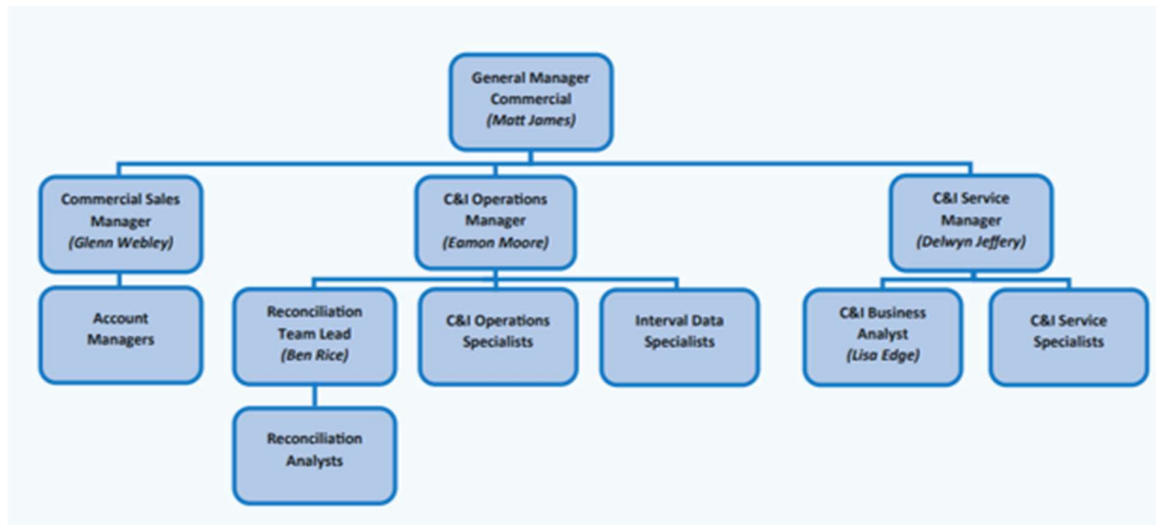 General Manager
Commercial
(Matt James)
Commercial Sales
Manager
(Glenn Webley)
C&I Operations
Manager
(Eamon Moore)
C&I Service
Manager
(Delwyn Jeffery)
Account
Managers
Reconciliation
Team Lead
(Ben Rice)
C&I Operations
Specialists
Interval Data
Specialists
C&I Business
Analyst
(Lisa Edge)
C&I Service
Specialists
Reconciliation
Analysts